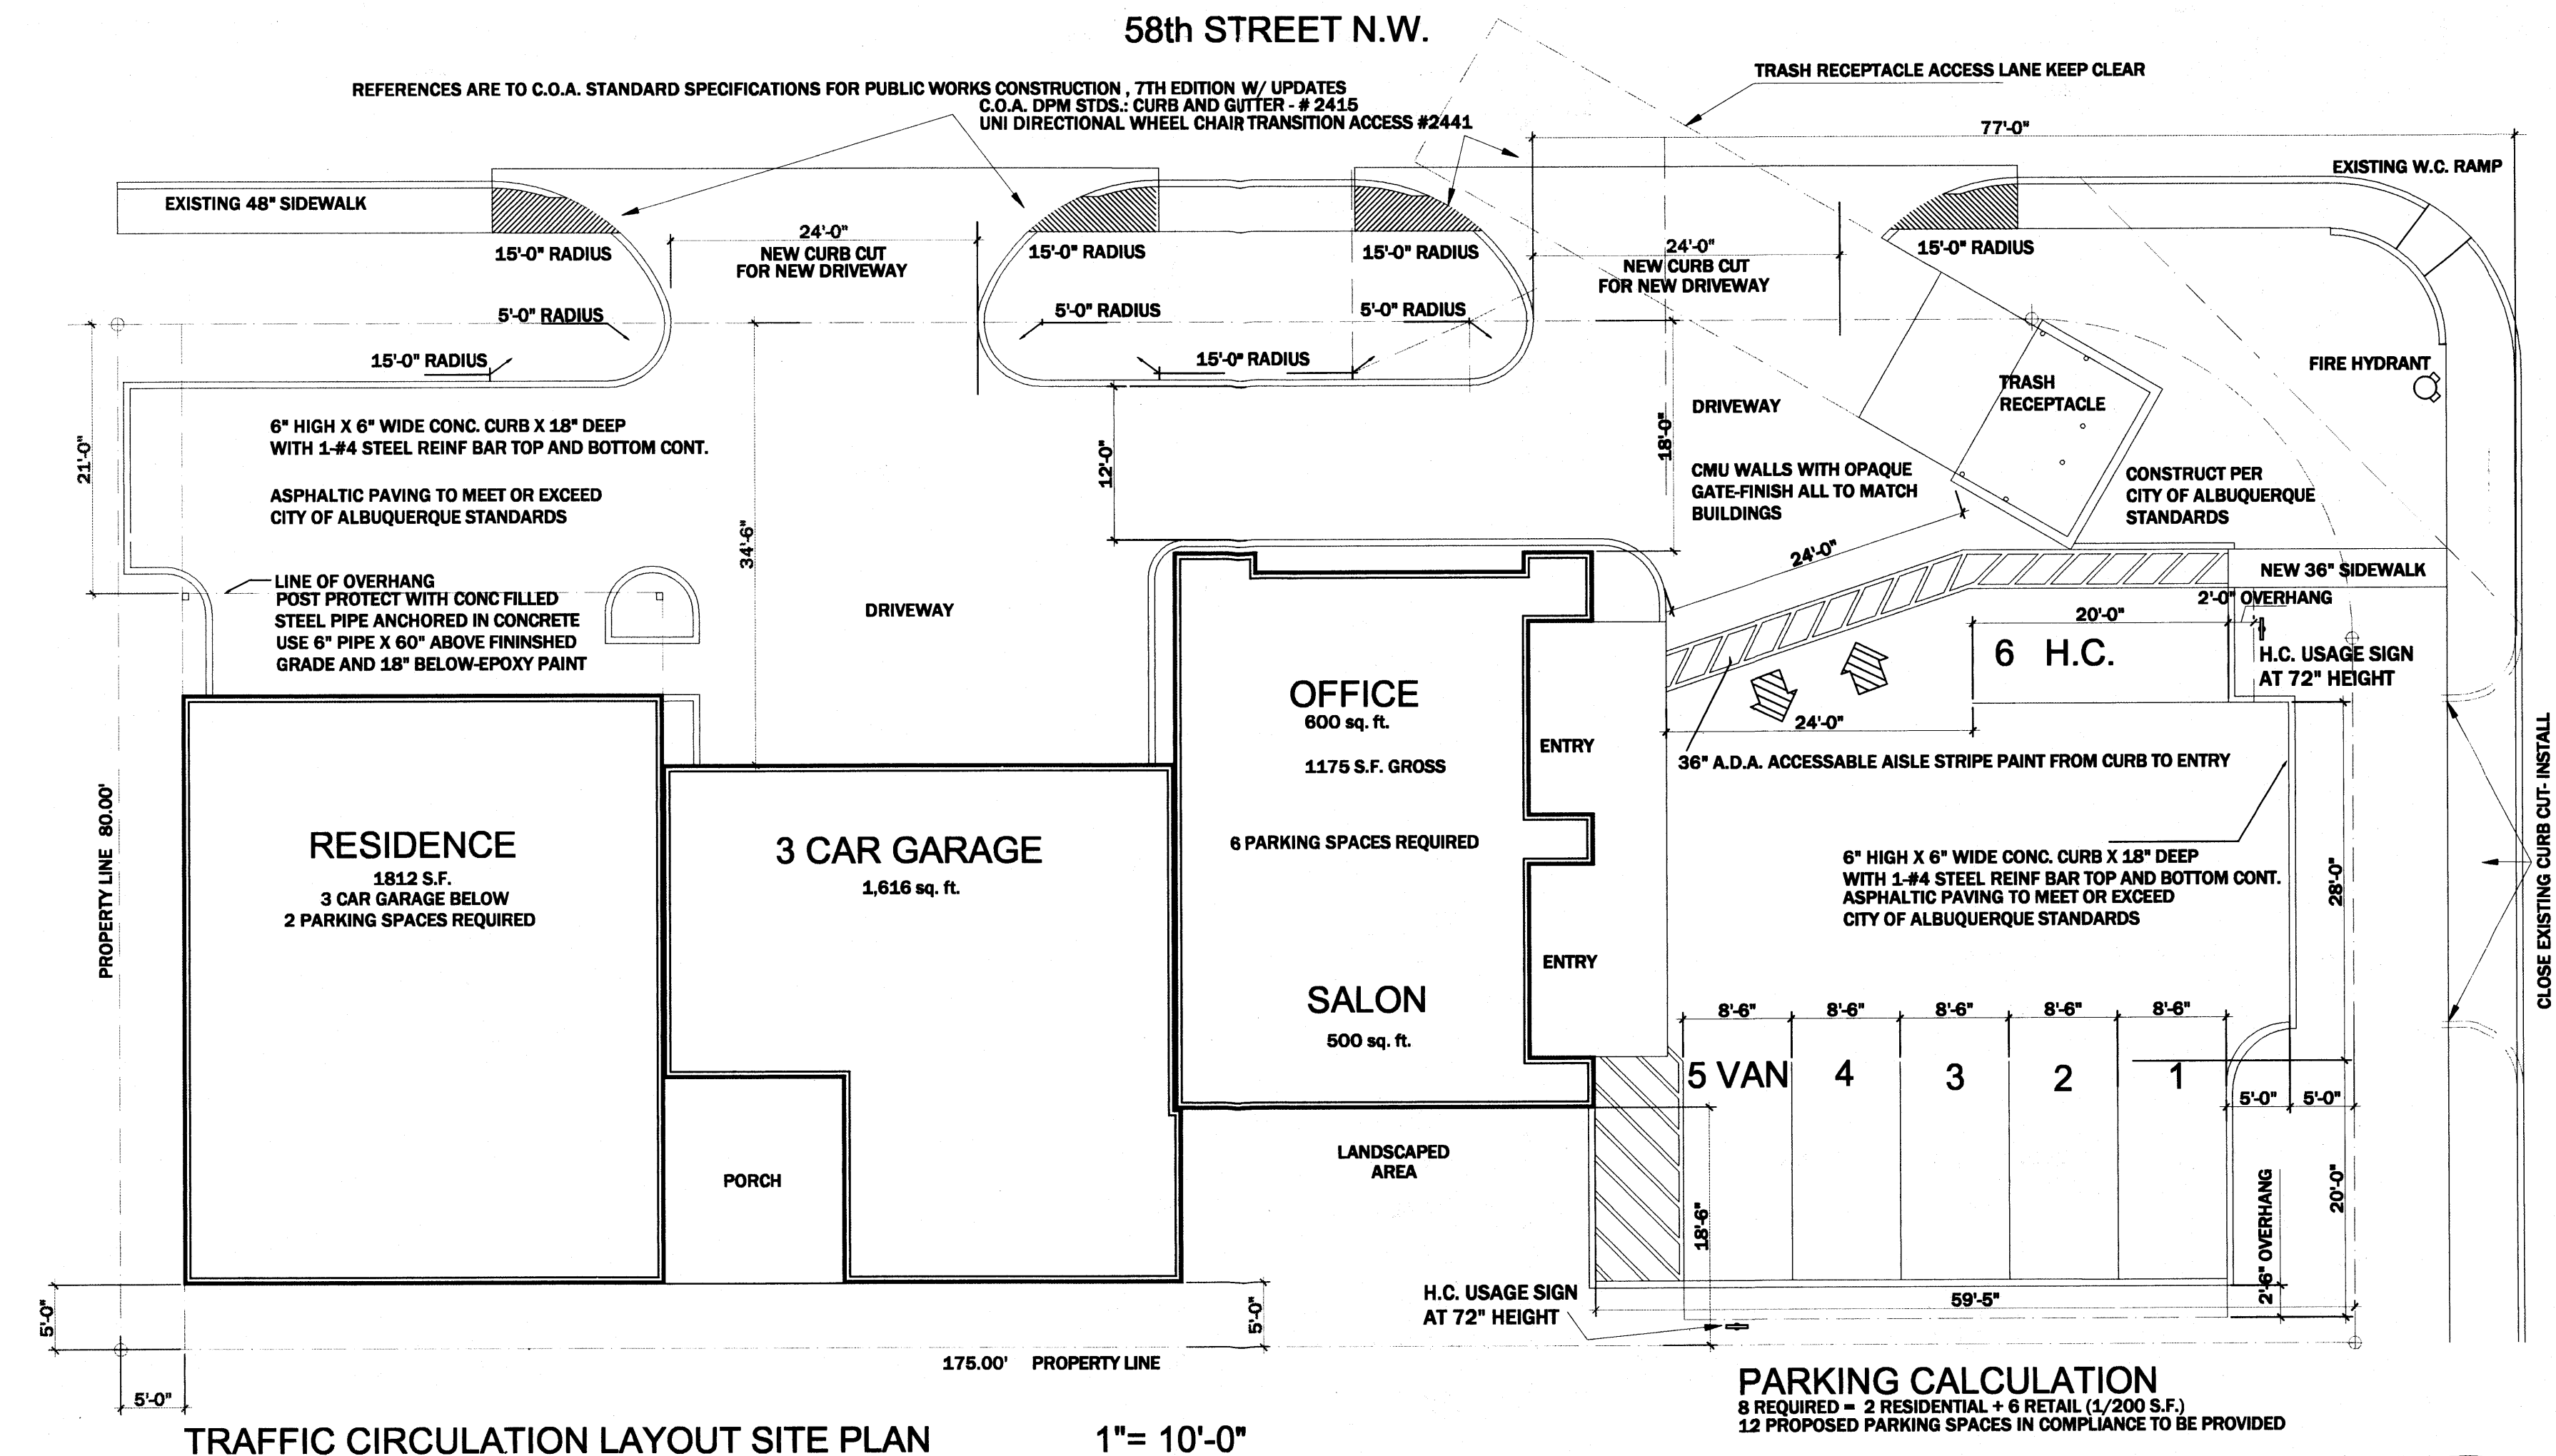 58th STREET N.W.
REFERENCES ARE TO C.O.A. STANDARD SPECIFICATIONS FOR PUBLIC WORKS CONSTRUCTION , 7TH EDITION W/ UPDATES
C.O.A. DPM STDS.: CURB AND GUTTER - # 2415
UNI DIRECTIONAL WHEEL CHAIR TRANSITION ACCESS #2441
TRASH RECEPTACLE ACCESS LANE KEEP CLEAR
77'-0"
EXISTING W.C. RAMP
EXISTING 48" SIDEWALK
15'-0" RADIUS
24'-0"
NEW CURB CUT
FOR NEW DRIVEWAY
15'-0" RADIUS
15'-0" RADIUS
24'-0"
NEW CURB CUT
FOR NEW DRIVEWAY
15'-0" RADIUS
5'-0" RADIUS
5'-0" RADIUS
5'-0" RADIUS
15'-0" RADIUS
15'-0" RADIUS
FIRE HYDRANT
TRASH
RECEPTACLE
DRIVEWAY
21'-0"
6" HIGH X 6" WIDE CONC. CURB X 18" DEEP
WITH 1-#4 STEEL REINF BAR TOP AND BOTTOM CONT.
ASPHALTIC PAVING TO MEET OR EXCEED
CITY OF ALBUQUERQUE STANDARDS
34'-6"
12'-0"
18'-0"
CMU WALLS WITH OPAQUE
GATE-FINISH ALL TO MATCH
BUILDINGS
CONSTRUCT PER
CITY OF ALBUQUERQUE
STANDARDS
24'-0"
NEW 36" SIDEWALK
2'-0" OVERHANG
LINE OF OVERHANG
POST PROTECT WITH CONC FILLED
STEEL PIPE ANCHORED IN CONCRETE
USE 6" PIPE X 60" ABOVE FININSHED
GRADE AND 18" BELOW-EPOXY PAINT
DRIVEWAY
20'-0"
6 H.C.
H.C. USAGE SIGN
AT 72" HEIGHT
OFFICE
600 sq. ft.
1175 S.F. GROSS
6 PARKING SPACES REQUIRED
ENTRY
24'-0"
36" A.D.A. ACCESSABLE AISLE STRIPE PAINT FROM CURB TO ENTRY
CLOSE EXISTING CURB CUT- INSTALL
PROPERTY LINE 80.00'
RESIDENCE
1812 S.F.
3 CAR GARAGE BELOW
2 PARKING SPACES REQUIRED
3 CAR GARAGE
1,616 sq. ft.
6" HIGH X 6" WIDE CONC. CURB X 18" DEEP
WITH 1-#4 STEEL REINF BAR TOP AND BOTTOM CONT.
ASPHALTIC PAVING TO MEET OR EXCEED
CITY OF ALBUQUERQUE STANDARDS
28'-0"
ENTRY
SALON
500 sq. ft.
8'-6" 8'-6" 8'-6" 8'-6" 8'-6"
5 VAN 4 3 2 1
5'-0" 5'-0"
PORCH
LANDSCAPED
AREA
18'-6"
20'-0"
2'-6" OVERHANG
5'-0"
5'-0"
H.C. USAGE SIGN
AT 72" HEIGHT
59'-5"
175.00' PROPERTY LINE
5'-0"
PARKING CALCULATION
8 REQUIRED = 2 RESIDENTIAL + 6 RETAIL (1/200 S.F.)
12 PROPOSED PARKING SPACES IN COMPLIANCE TO BE PROVIDED
TRAFFIC CIRCULATION LAYOUT SITE PLAN 1"= 10'-0"